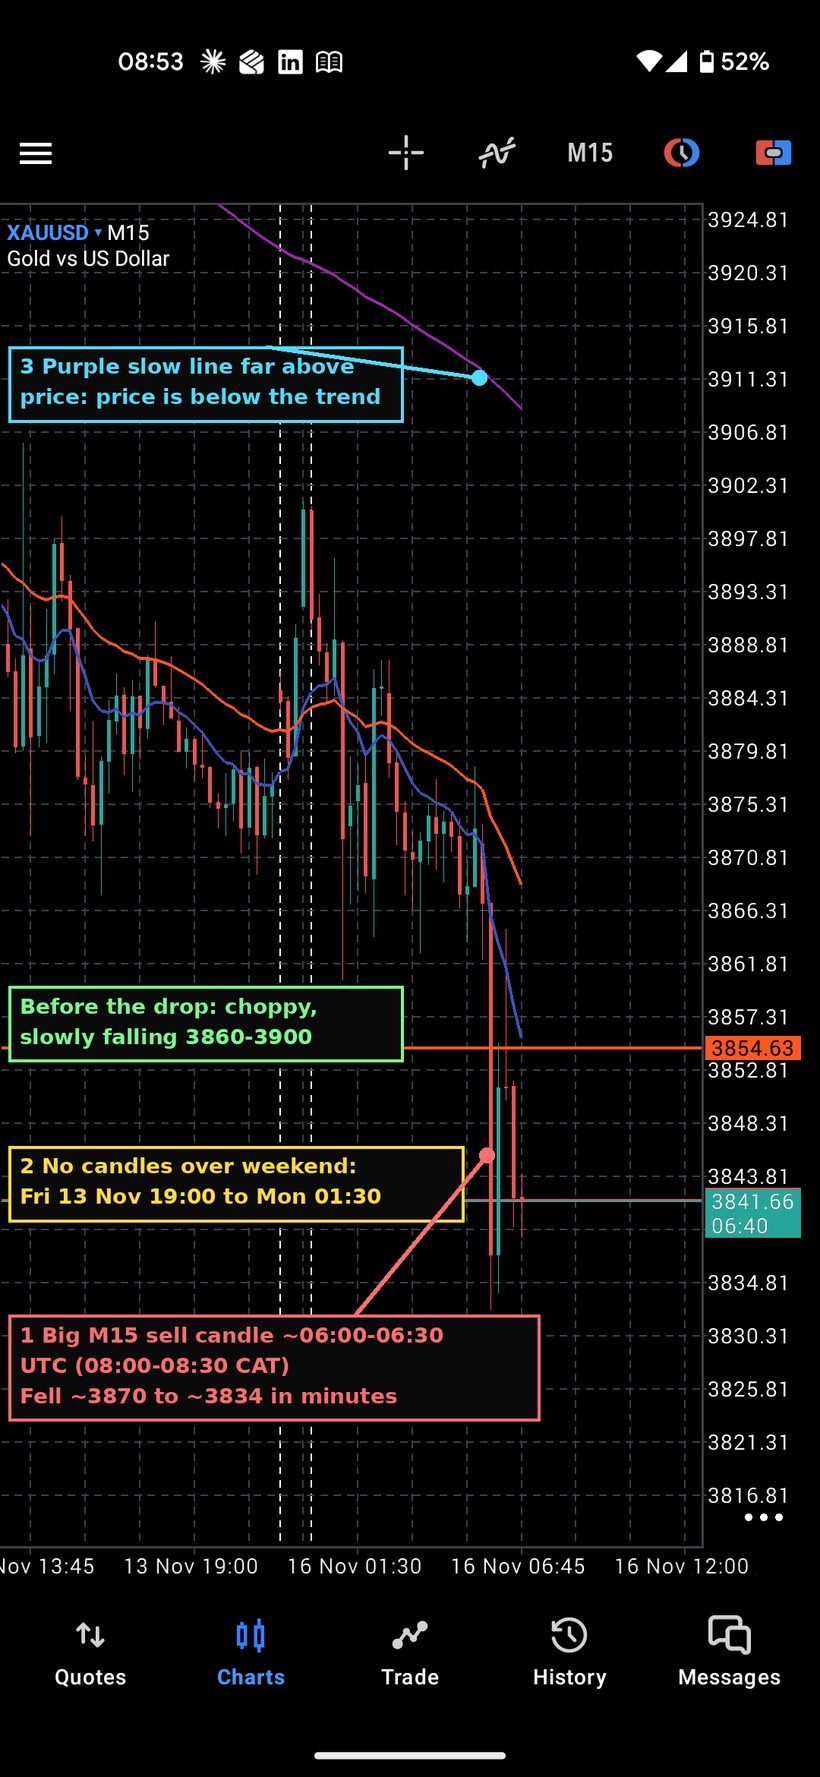 08:53
52%
M15
XAUUSD M15
Gold vs US Dollar
3924.81
3920.31
3915.81
3 Purple slow line far above
price: price is below the trend
3911.31
3906.81
3902.31
3897.81
3893.31
3888.81
3884.31
3879.81
3875.31
3870.81
3866.31
3861.81
Before the drop: choppy,
slowly falling 3860-3900
3857.31
3854.63
3852.81
3848.31
2 No candles over weekend:
Fri 13 Nov 19:00 to Mon 01:30
3843.81
3841.66
06:40
3834.81
1 Big M15 sell candle ~06:00-06:30
UTC (08:00-08:30 CAT)
Fell ~3870 to ~3834 in minutes
3830.31
3825.81
3821.31
3816.81
Nov 13:45 13 Nov 19:00 16 Nov 01:30 16 Nov 06:45 16 Nov 12:00
Quotes Charts Trade History Messages